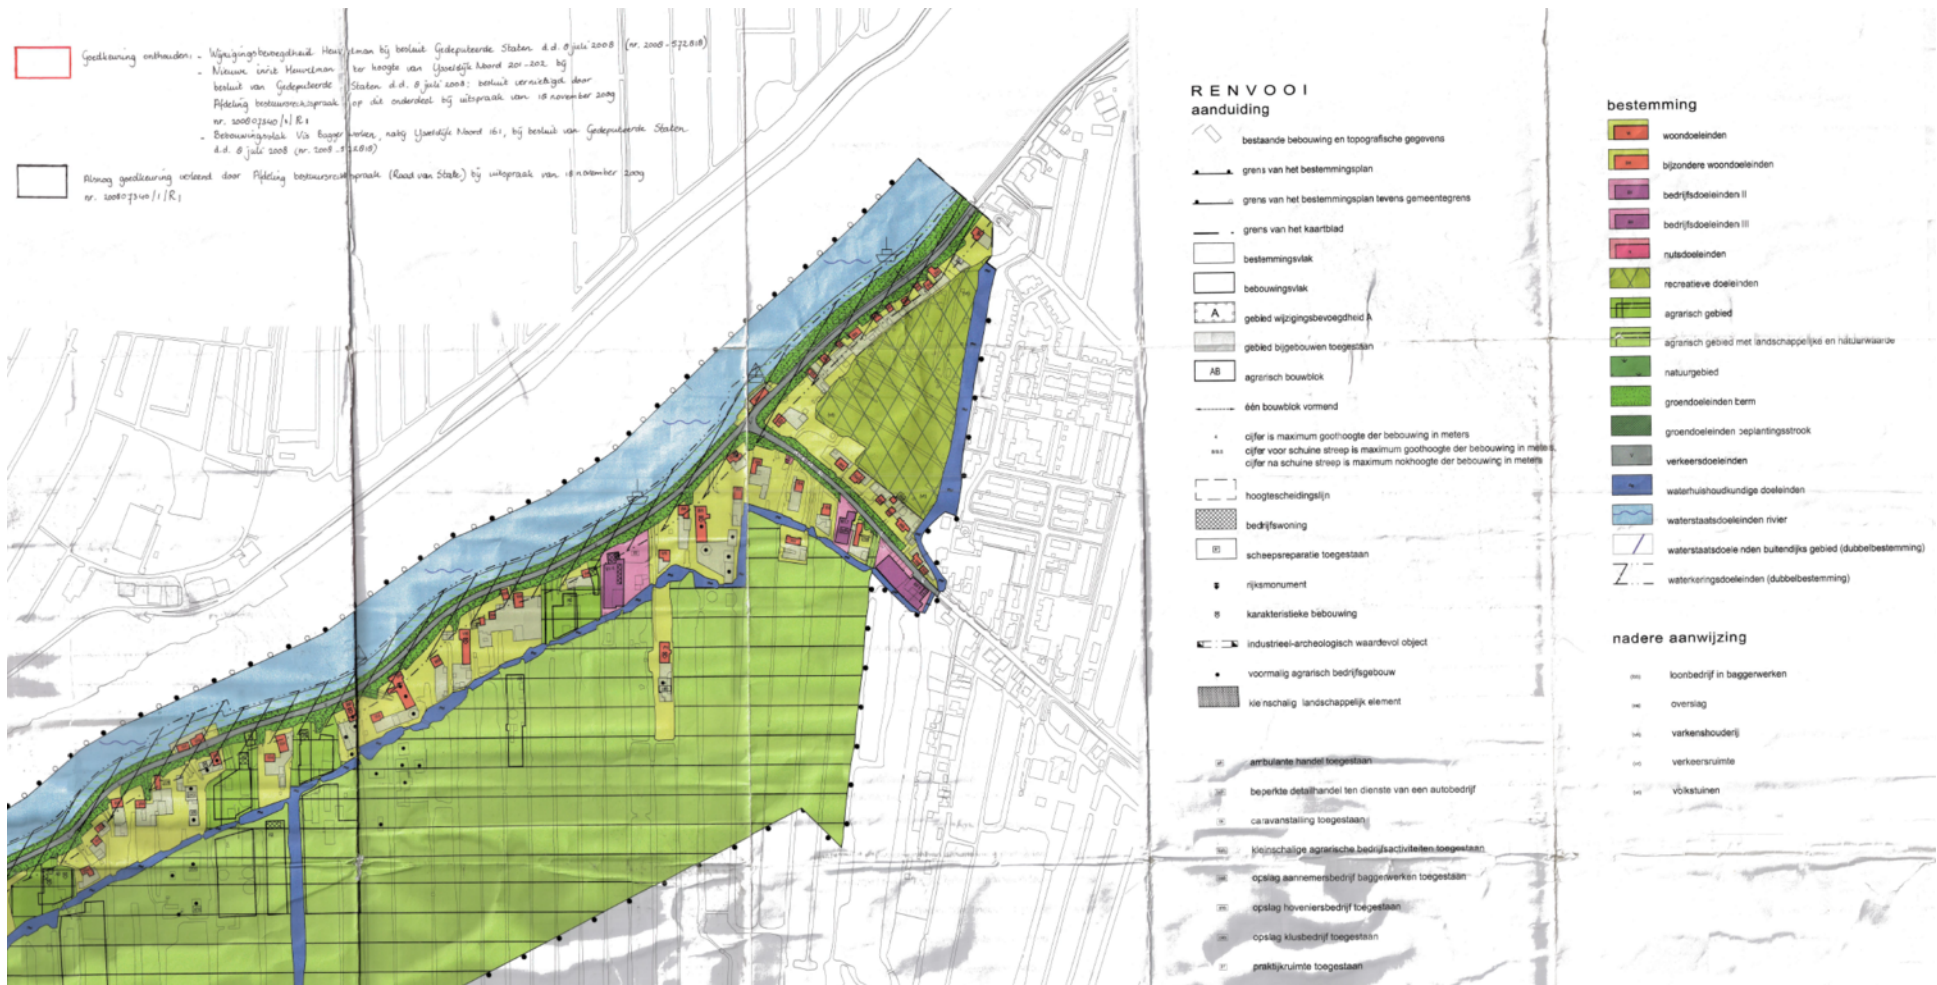 Goedkeuring onthouden: - Wijzigingsbevoegdheid Heuvelman bij besluit Gedeputeerde Staten d.d. 8 juli 2008 (nr. 2008-572818)
- Nieuwe inrit Heuvelman ter hoogte van IJsseldijk Noord 201-202 bij
besluit van Gedeputeerde Staten d.d. 8 juli 2008; besluit vernietigd door
Afdeling bestuursrechtspraak op dit onderdeel bij uitspraak van 18 november 2009
nr. 200807340/1/R1
- Bebouwingsvlak Vis Baggerwerken, nabij IJsseldijk Noord 161, bij besluit van Gedeputeerde Staten
d.d. 8 juli 2008 (nr. 2008-572818)
Alsnog goedkeuring verleend door Afdeling bestuursrechtspraak (Raad van State) bij uitspraak van 18 november 2009
nr. 200807340/1/R1
RENVOOI
aanduiding
bestaande bebouwing en topografische gegevens
grens van het bestemmingsplan
grens van het bestemmingsplan tevens gemeentegrens
grens van het kaartblad
bestemmingsvlak
bebouwingsvlak
A gebied wijzigingsbevoegdheid A
gebied bijgebouwen toegestaan
AB agrarisch bouwblok
één bouwblok vormend
cijfer is maximum goothoogte der bebouwing in meters
cijfer voor schuine streep is maximum goothoogte der bebouwing in meters,
cijfer na schuine streep is maximum nokhoogte der bebouwing in meters
hoogtescheidingslijn
bedrijfswoning
scheepsreparatie toegestaan
rijksmonument
karakteristieke bebouwing
industrieel-archeologisch waardevol object
voormalig agrarisch bedrijfsgebouw
kleinschalig landschappelijk element
ambulante handel toegestaan
beperkte detailhandel ten dienste van een autobedrijf
caravanstalling toegestaan
kleinschalige agrarische bedrijfsactiviteiten toegestaan
opslag aannemersbedrijf baggerwerken toegestaan
opslag hoveniersbedrijf toegestaan
opslag klusbedrijf toegestaan
praktijkruimte toegestaan
bestemming
woondoeleinden
bijzondere woondoeleinden
bedrijfsdoeleinden II
bedrijfsdoeleinden III
nutsdoeleinden
recreatieve doeleinden
agrarisch gebied
agrarisch gebied met landschappelijke en natuurwaarde
natuurgebied
groendoeleinden berm
groendoeleinden beplantingsstrook
verkeersdoeleinden
waterhuishoudkundige doeleinden
waterstaatsdoeleinden rivier
waterstaatsdoeleinden buitendijks gebied (dubbelbestemming)
waterkeringsdoeleinden (dubbelbestemming)
nadere aanwijzing
loonbedrijf in baggerwerken
overslag
varkenshouderij
verkeersruimte
volkstuinen